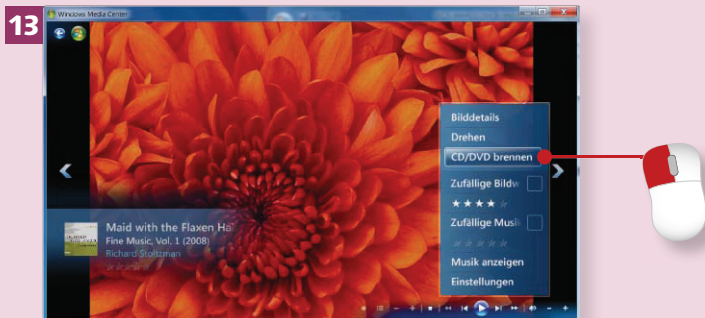 13
Windows Media Center
Bilddetails
Drehen
CD/DVD brennen
Zufällige Bildw
Zufällige Musik
Musik anzeigen
Einstellungen
Maid with the Flaxen Ha
Fine Music, Vol. 1 (2008)
Richard Stoltzman